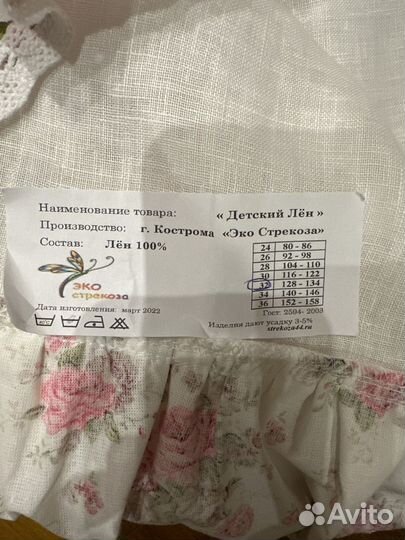 Наименование товара: « Детский Лён »
Производство: г. Кострома «Эко Стрекоза»
Состав: Лён 100%
24 80 - 86
26 92 - 98
28 104 - 110
30 116 - 122
32 128 - 134
34 140 - 146
36 152 - 158
ЭКО
стрекоза
Гост: 2504- 2003
Дата изготовления: март 2022
Изделия дают усадку 3-5%
strekoza44.ru
Avito